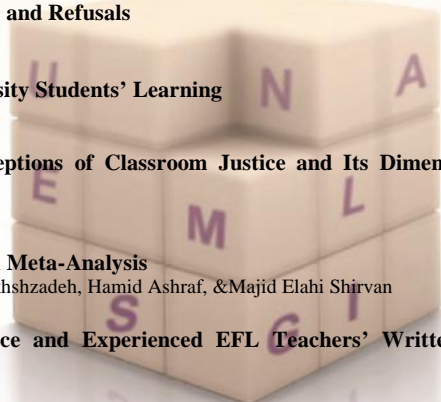 and Refusals
sity Students' Learning
eptions of Classroom Justice and Its Dimen
Meta-Analysis
hshzadeh, Hamid Ashraf, &Majid Elahi Shirvan
ce and Experienced EFL Teachers' Writte
U N A
E M L
S G I